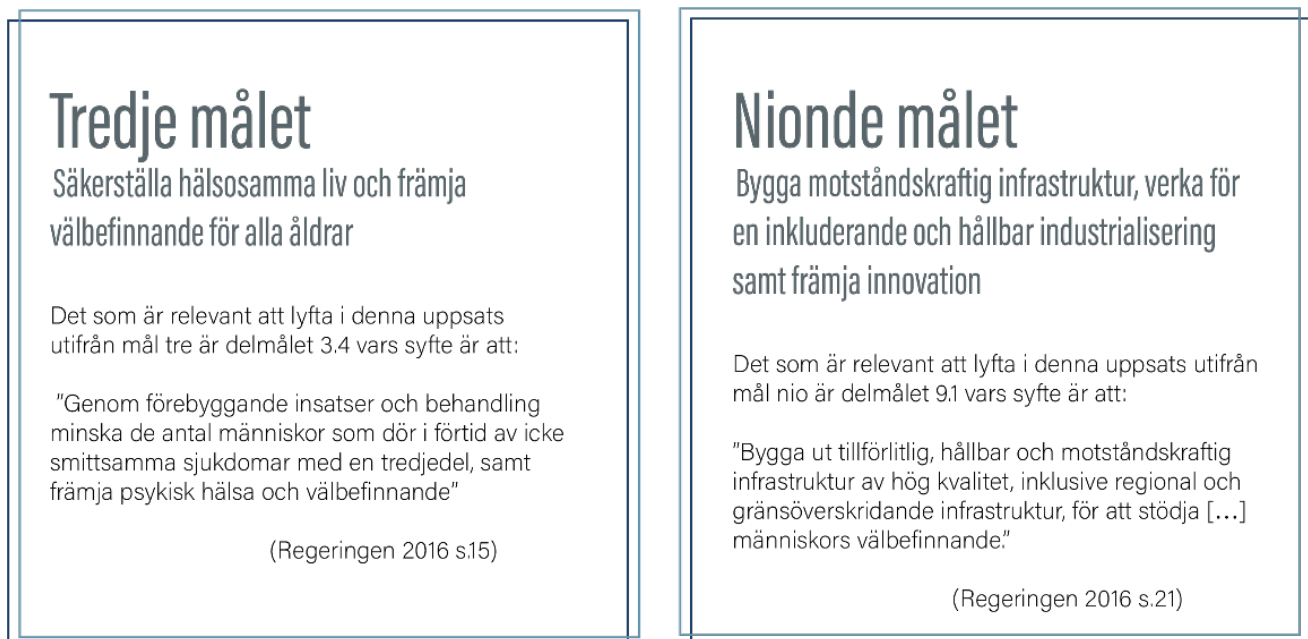 Tredje målet
Säkerställa hälsosamma liv och främja
välbefinnande för alla åldrar
Det som är relevant att lyfta i denna uppsats
utifrån mål tre är delmålet 3.4 vars syfte är att:
"Genom förebyggande insatser och behandling
minska de antal människor som dör i förtid av icke
smittsamma sjukdomar med en tredjedel, samt
främja psykisk hälsa och välbefinnande"
(Regeringen 2016 s.15)
Nionde målet
Bygga motståndskraftig infrastruktur, verka för
en inkluderande och hållbar industrialisering
samt främja innovation
Det som är relevant att lyfta i denna uppsats utifrån
mål nio är delmålet 9.1 vars syfte är att:
"Bygga ut tillförlitlig, hållbar och motståndskraftig
infrastruktur av hög kvalitet, inklusive regional och
gränsöverskridande infrastruktur, för att stödja [...]
människors välbefinnande."
(Regeringen 2016 s.21)